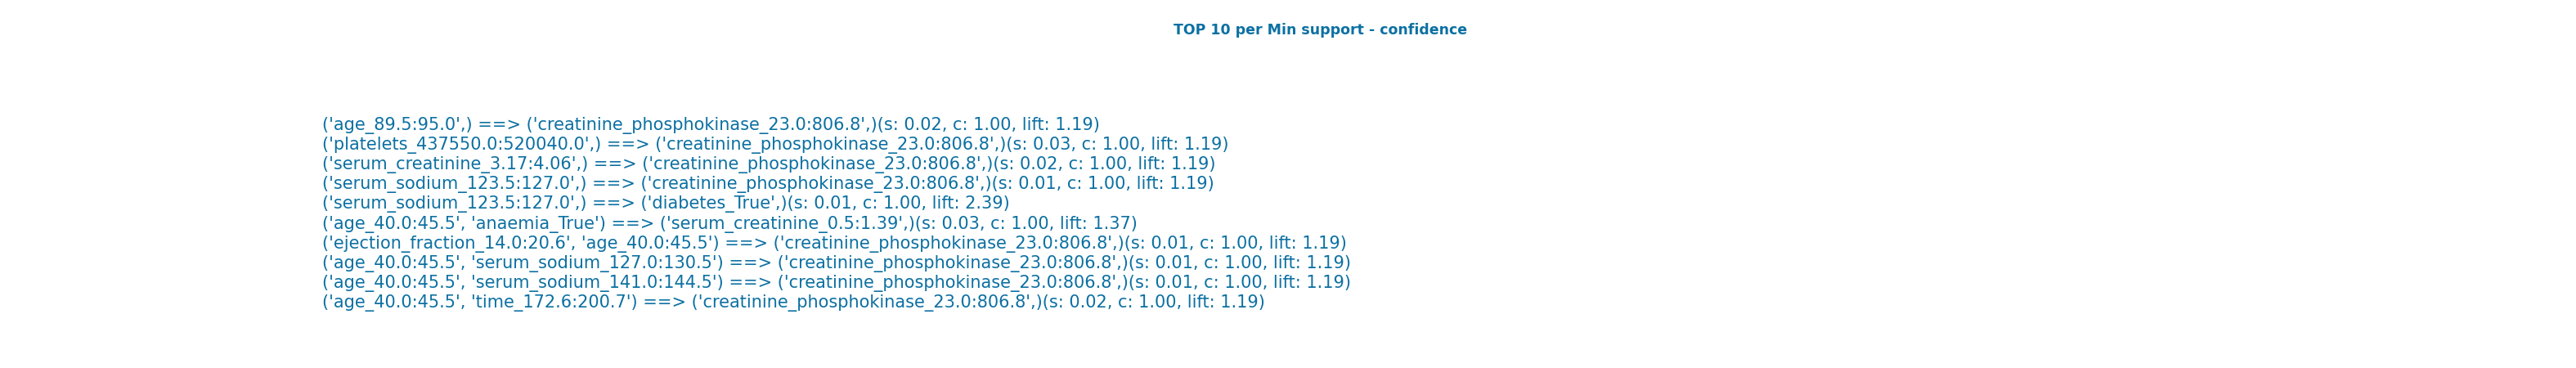 TOP 10 per Min support - confidence
('age_89.5:95.0',) ==> ('creatinine_phosphokinase_23.0:806.8',)(s: 0.02, c: 1.00, lift: 1.19)
('platelets_437550.0:520040.0',) ==> ('creatinine_phosphokinase_23.0:806.8',)(s: 0.03, c: 1.00, lift: 1.19)
('serum_creatinine_3.17:4.06',) ==> ('creatinine_phosphokinase_23.0:806.8',)(s: 0.02, c: 1.00, lift: 1.19)
('serum_sodium_123.5:127.0',) ==> ('creatinine_phosphokinase_23.0:806.8',)(s: 0.01, c: 1.00, lift: 1.19)
('serum_sodium_123.5:127.0',) ==> ('diabetes_True',)(s: 0.01, c: 1.00, lift: 2.39)
('age_40.0:45.5', 'anaemia_True') ==> ('serum_creatinine_0.5:1.39',)(s: 0.03, c: 1.00, lift: 1.37)
('ejection_fraction_14.0:20.6', 'age_40.0:45.5') ==> ('creatinine_phosphokinase_23.0:806.8',)(s: 0.01, c: 1.00, lift: 1.19)
('age_40.0:45.5', 'serum_sodium_127.0:130.5') ==> ('creatinine_phosphokinase_23.0:806.8',)(s: 0.01, c: 1.00, lift: 1.19)
('age_40.0:45.5', 'serum_sodium_141.0:144.5') ==> ('creatinine_phosphokinase_23.0:806.8',)(s: 0.01, c: 1.00, lift: 1.19)
('age_40.0:45.5', 'time_172.6:200.7') ==> ('creatinine_phosphokinase_23.0:806.8',)(s: 0.02, c: 1.00, lift: 1.19)